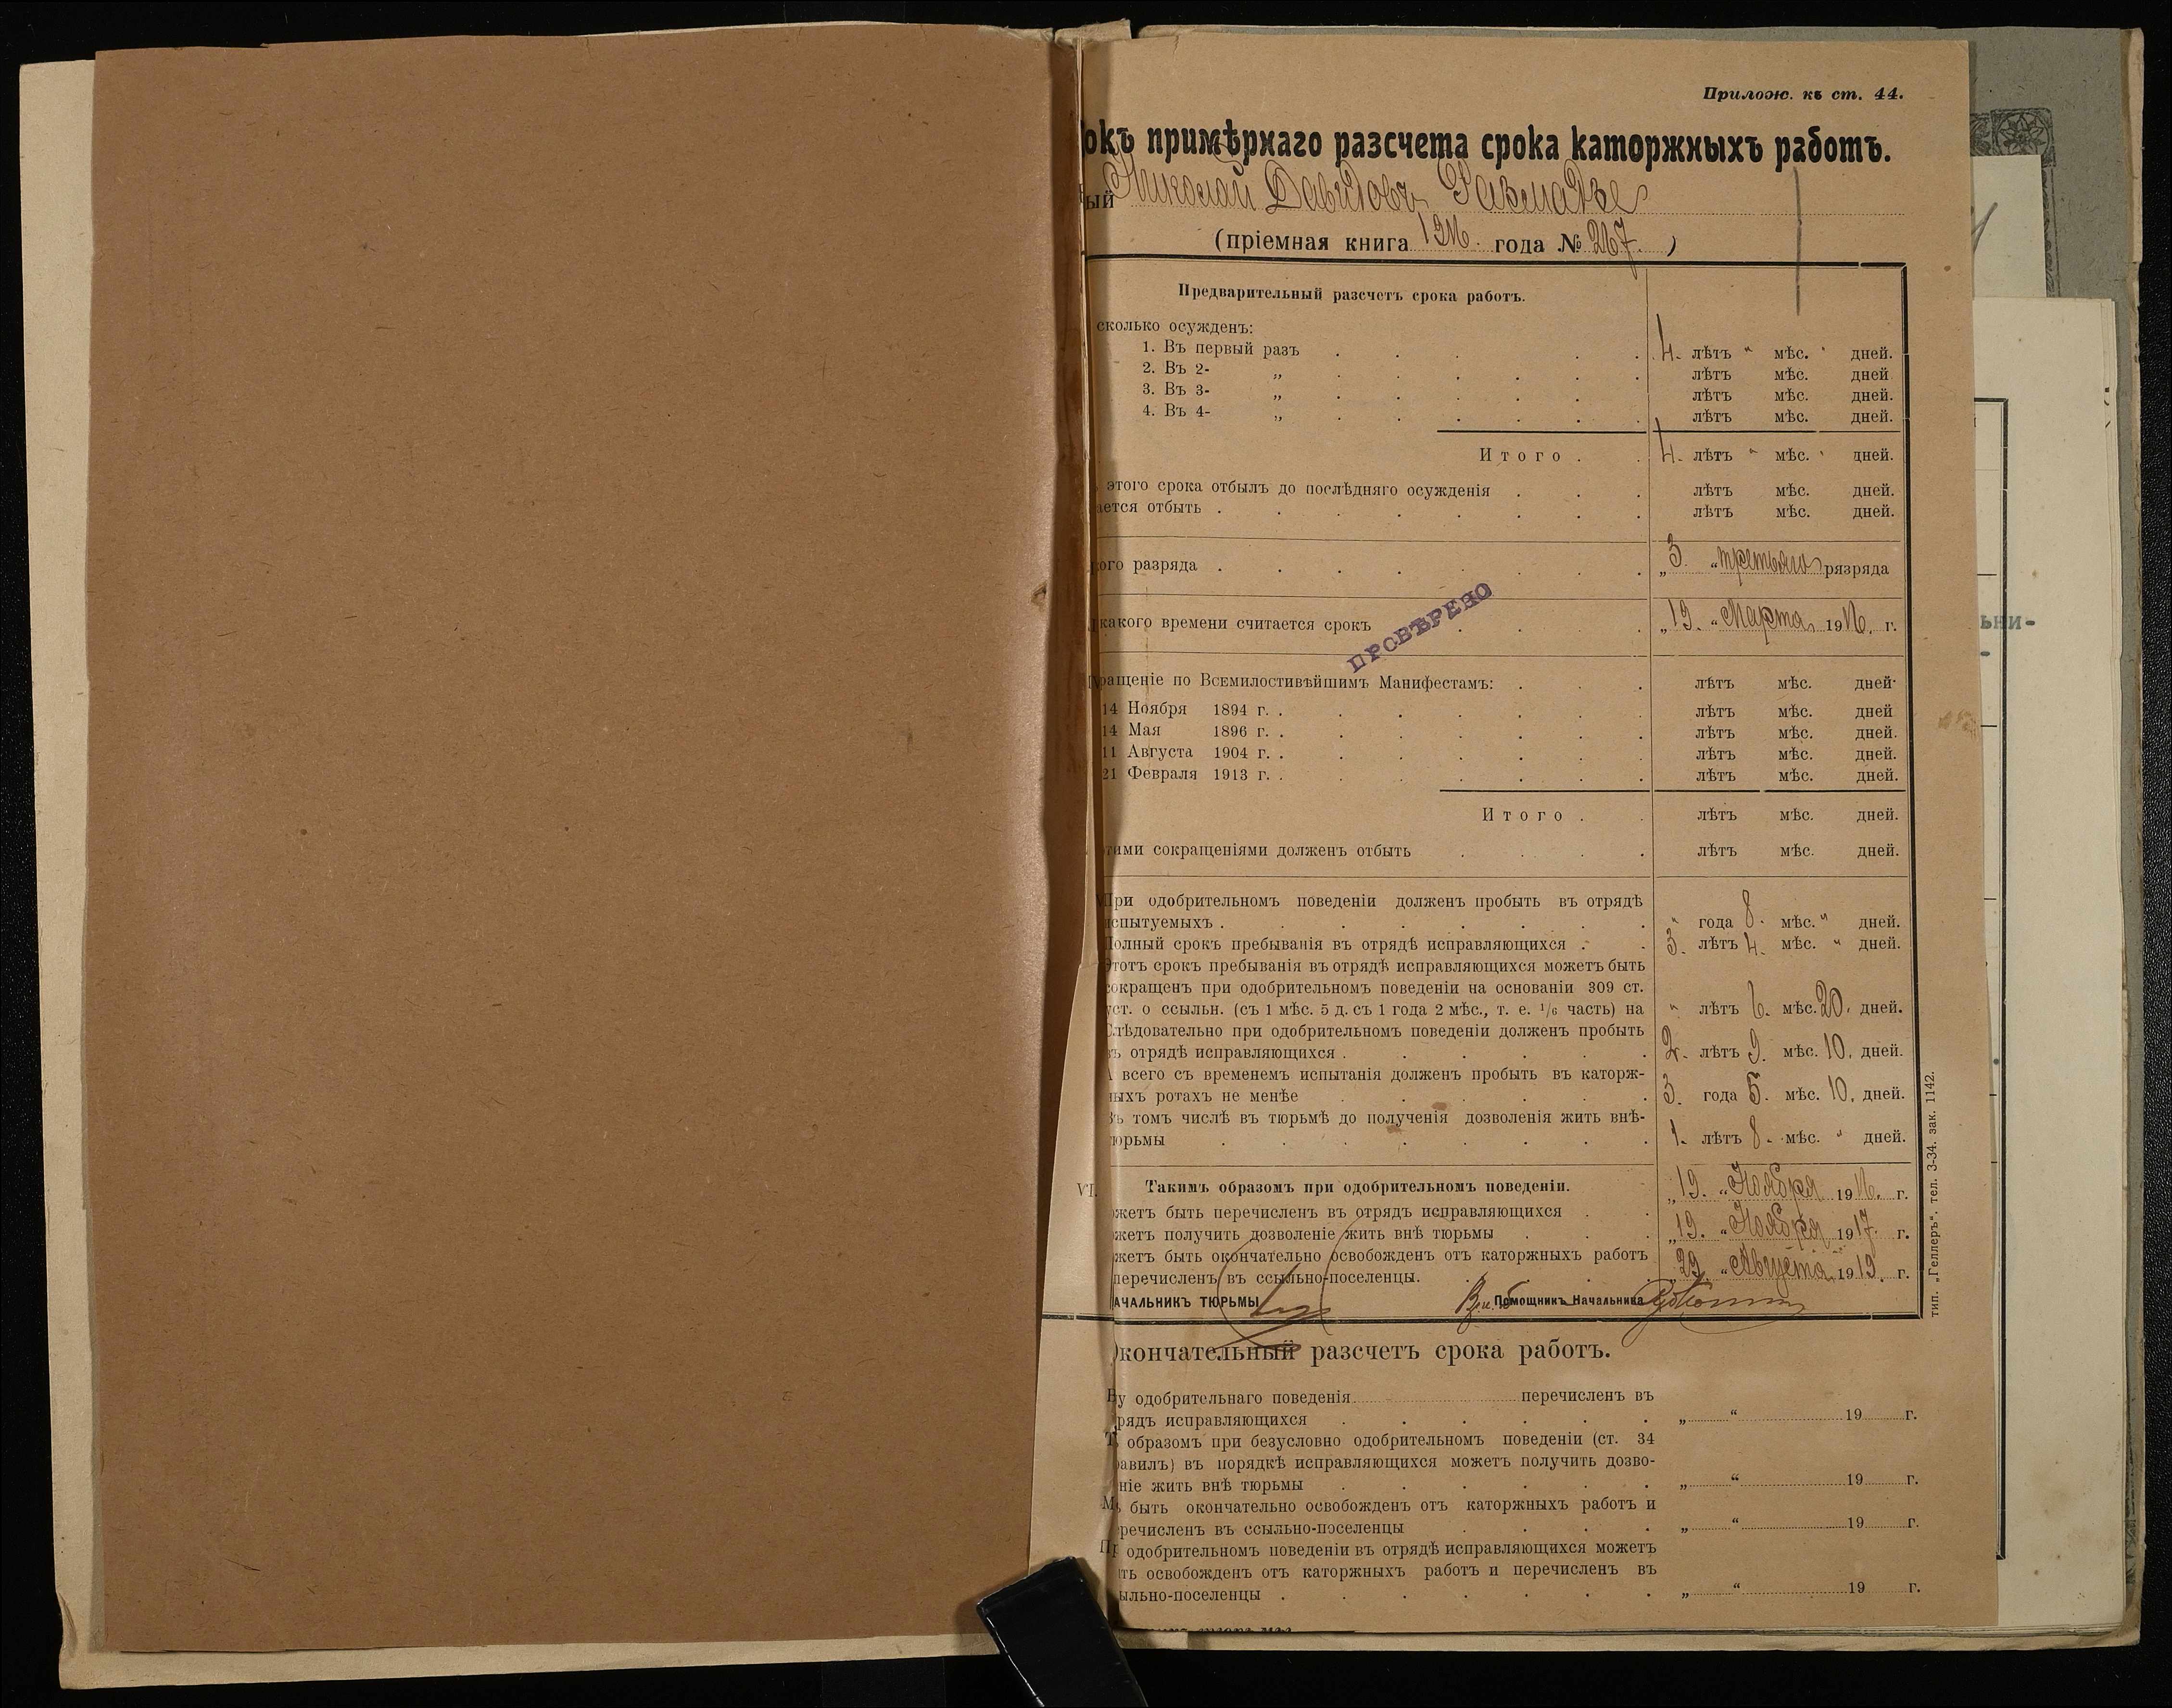 Прилож. къ ст. 44.
окъ примѣрнаго разсчета срока каторжныхъ работъ.
ый Николай Давидовъ Размадзе
(пріемная книга 1916. года № 267. )
Предварительный разсчетъ срока работъ.
сколько осужденъ:
1. Въ первый разъ 4. лѣтъ " мѣс. " дней.
2. Въ 2- „ лѣтъ мѣс. дней
3. Въ 3- „ лѣтъ мѣс. дней.
4. Въ 4- „ лѣтъ мѣс. дней.
Итого . 4. лѣтъ " мѣс. " дней.
этого срока отбылъ до послѣдняго осужденія лѣтъ мѣс. дней.
ается отбыть . лѣтъ мѣс. дней.
ого разряда . „3 “ третьяго рязряда
какого времени считается срокъ „19. “ Марта 1916. г.
ПРОВѢРЕНО
ращеніе по Всемилостивѣйшимъ Манифестамъ: лѣтъ мѣс. дней
14 Ноября 1894 г. . лѣтъ мѣс. дней
14 Мая 1896 г. . лѣтъ мѣс. дней.
11 Августа 1904 г. . лѣтъ мѣс. дней.
21 Февраля 1913 г. . лѣтъ мѣс. дней.
Итого . лѣтъ мѣс. дней.
тими сокращеніями долженъ отбыть лѣтъ мѣс. дней.
При одобрительномъ поведеніи долженъ пробыть въ отрядѣ
испытуемыхъ . " года 8. мѣс. " дней.
Полный срокъ пребыванія въ отрядѣ исправляющихся . 3. лѣтъ 4. мѣс. " дней.
Этотъ срокъ пребыванія въ отрядѣ исправляющихся можетъ быть
сокращенъ при одобрительномъ поведеніи на основаніи 309 ст.
уст. о ссыльн. (съ 1 мѣс. 5 д. съ 1 года 2 мѣс., т. е. 1/6 часть) на " лѣтъ 6. мѣс. 20. дней.
Слѣдовательно при одобрительномъ поведеніи долженъ пробыть
въ отрядѣ исправляющихся . 2. лѣтъ 9. мѣс. 10. дней.
А всего съ временемъ испытанія долженъ пробыть въ каторж-
ныхъ ротахъ не менѣе 3. года 5. мѣс. 10. дней.
Въ томъ числѣ въ тюрьмѣ до полученія дозволенія жить внѣ-
тюрьмы 1. лѣтъ 8. мѣс. " дней.
VI. Такимъ образомъ при одобрительномъ поведеніи.
жетъ быть перечисленъ въ отрядъ исправляющихся . „19. “ Ноября 1916. г.
жетъ получить дозволеніе жить внѣ тюрьмы „19. “ Ноября 1917. г.
жетъ быть окончательно освобожденъ отъ каторжныхъ работъ
перечисленъ въ ссыльно-поселенцы. „29. “ Августа 1919. г.
АЧАЛЬНИКЪ ТЮРЬМЫ Помощникъ Начальника
тип. „Геллеръ“. тел. 3-34. зак. 1142.
Окончательный разсчетъ срока работъ.
Ву одобрительнаго поведенія перечисленъ въ
рядъ исправляющихся „ “ 19 г.
Т образомъ при безусловно одобрительномъ поведеніи (ст. 34
авилъ) въ порядкѣ исправляющихся можетъ получить дозво-
ніе жить внѣ тюрьмы „ “ 19 г.
М быть окончательно освобожденъ отъ каторжныхъ работъ и
речисленъ въ ссыльно-поселенцы „ “ 19 г.
Пр одобрительномъ поведеніи въ отрядѣ исправляющихся можетъ
ть освобожденъ отъ каторжныхъ работъ и перечисленъ въ
ыльно-поселенцы . „ “ 19 г.
ьни-